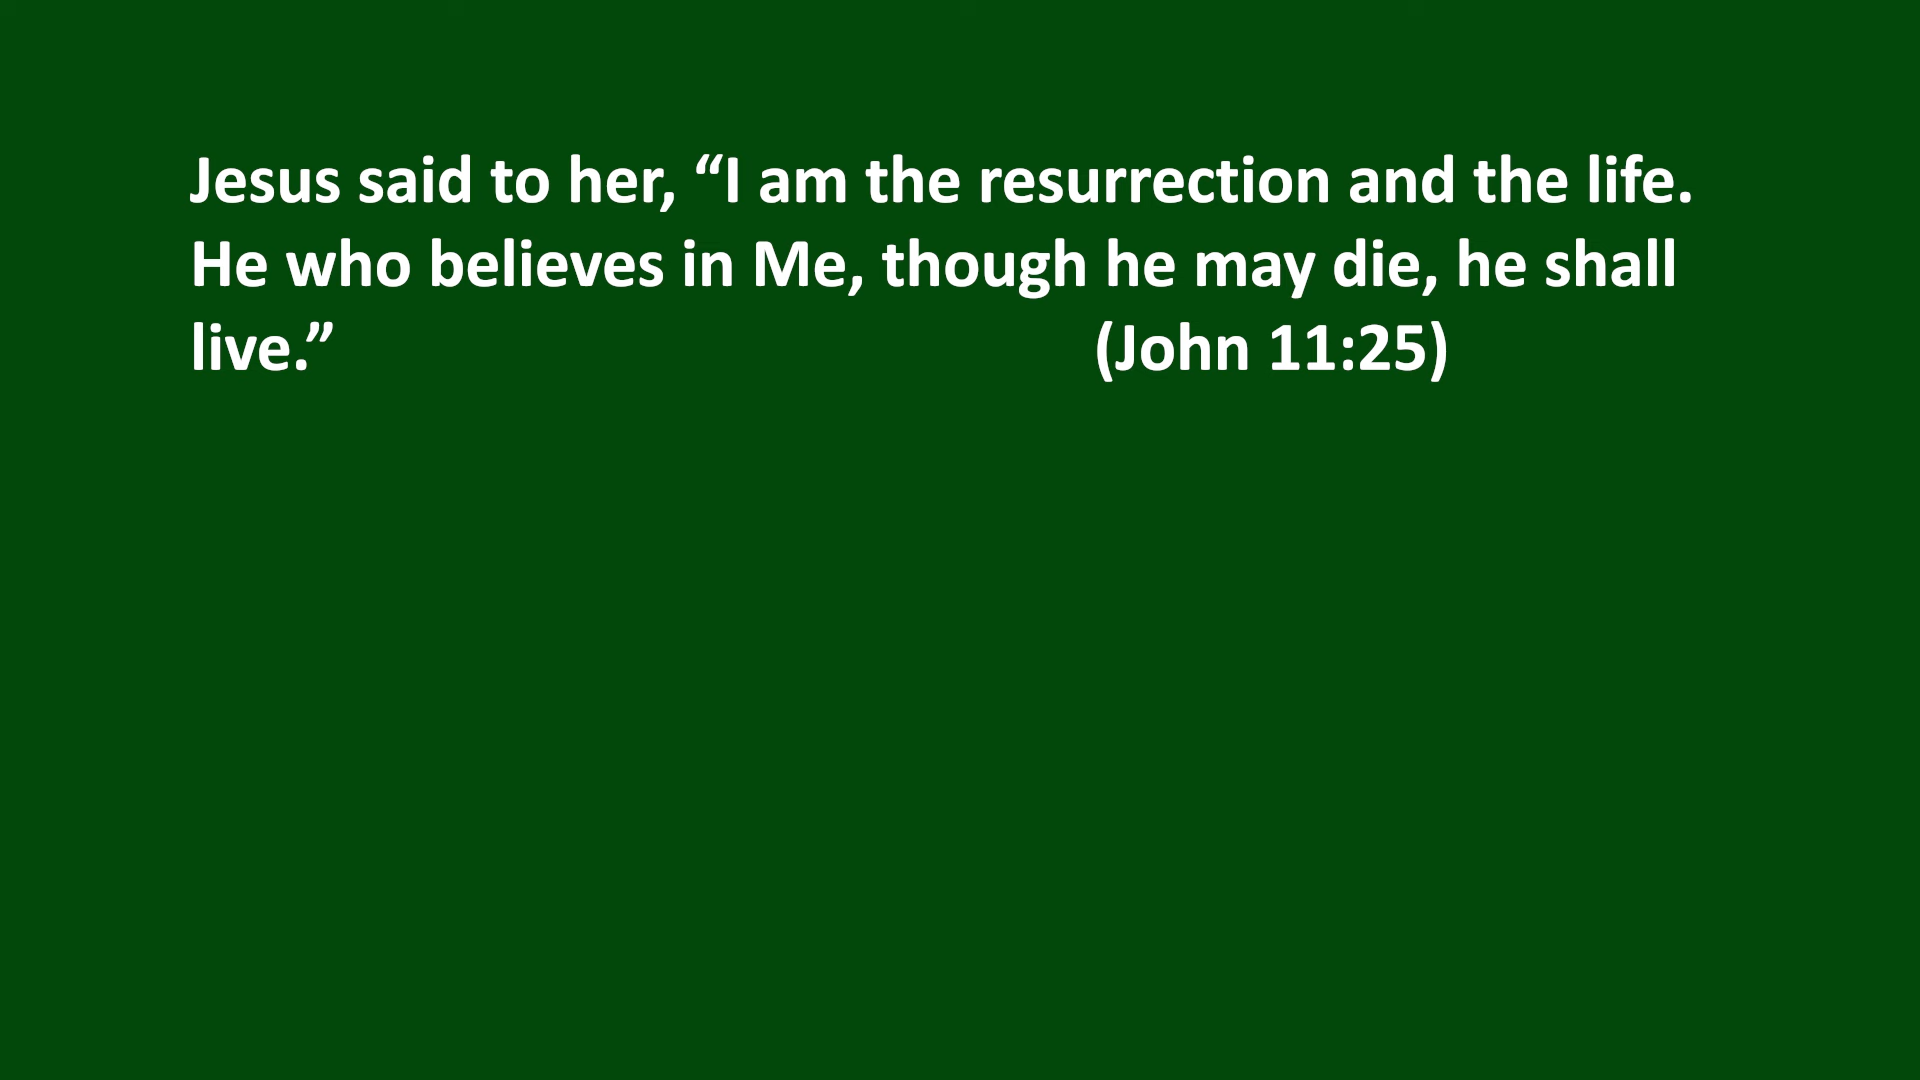 Jesus said to her, “I am the resurrection and the life.
He who believes in Me, though he may die, he shall
live.” (John 11:25)